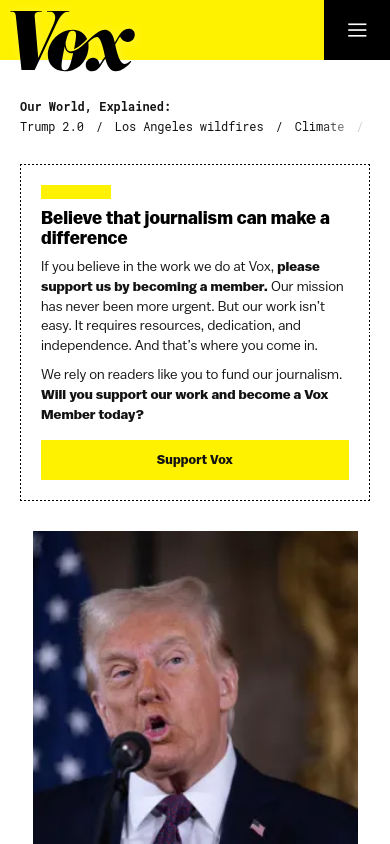 Vox
Our World, Explained:
Trump 2.0 / Los Angeles wildfires / Climate /
Believe that journalism can make a
difference
If you believe in the work we do at Vox, please
support us by becoming a member. Our mission
has never been more urgent. But our work isn't
easy. It requires resources, dedication, and
independence. And that's where you come in.
We rely on readers like you to fund our journalism.
Will you support our work and become a Vox
Member today?
Support Vox